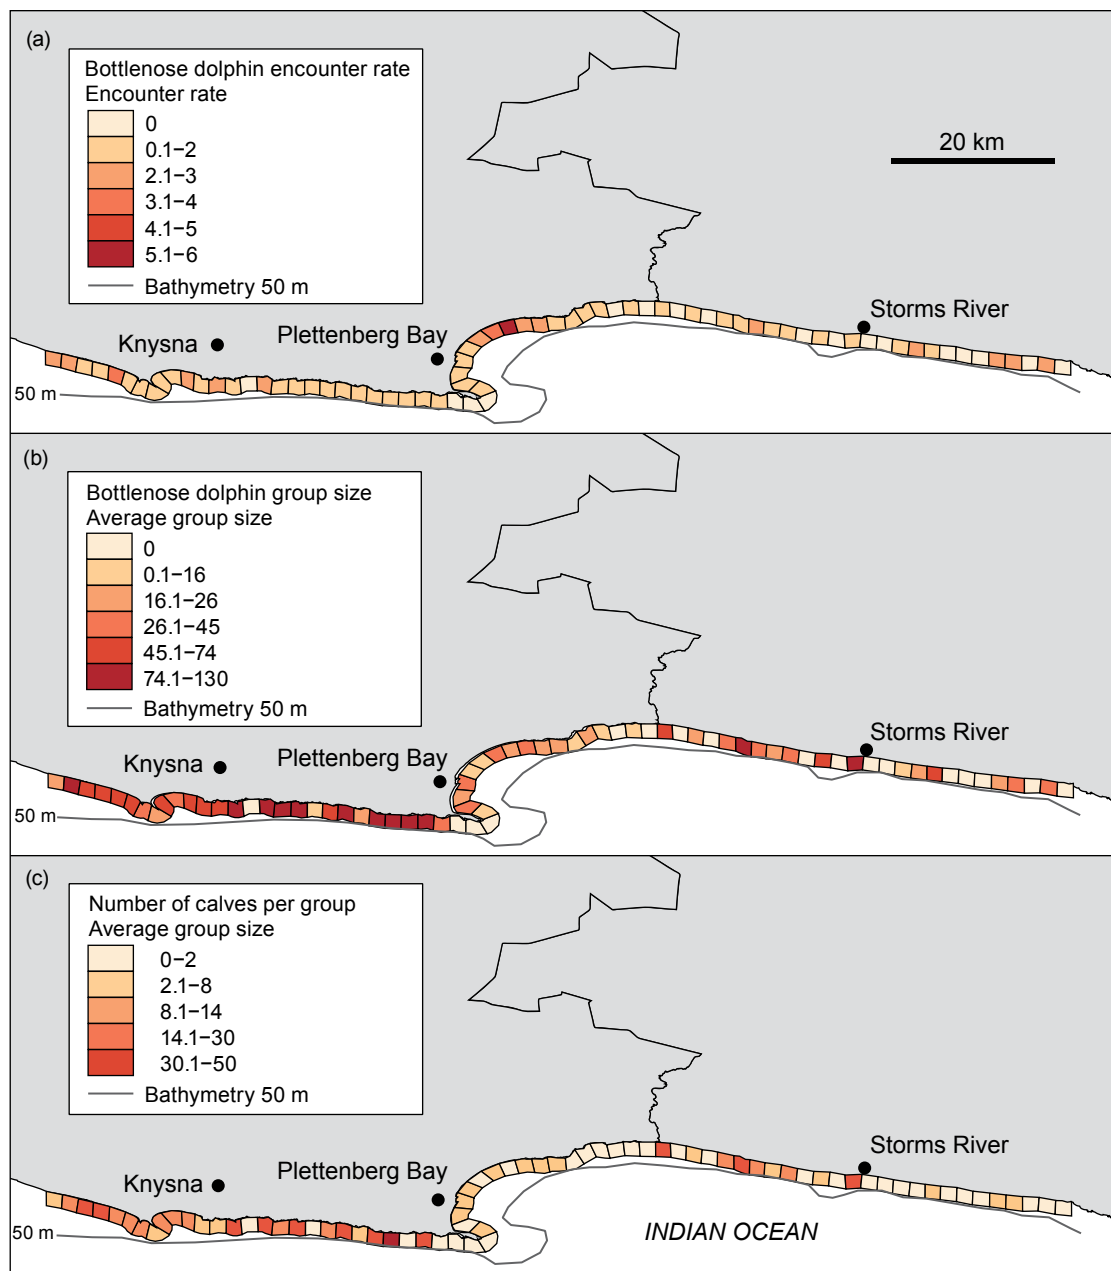 (a)
Bottlenose dolphin encounter rate
Encounter rate
0
0.1–2
2.1–3
3.1–4
4.1–5
5.1–6
Bathymetry 50 m
20 km
Storms River
Plettenberg Bay
Knysna
50 m
(b)
Bottlenose dolphin group size
Average group size
0
0.1–16
16.1–26
26.1–45
45.1–74
74.1–130
Bathymetry 50 m
Storms River
Plettenberg Bay
Knysna
50 m
(c)
Number of calves per group
Average group size
0–2
2.1–8
8.1–14
14.1–30
30.1–50
Bathymetry 50 m
Storms River
Plettenberg Bay
Knysna
50 m
INDIAN OCEAN